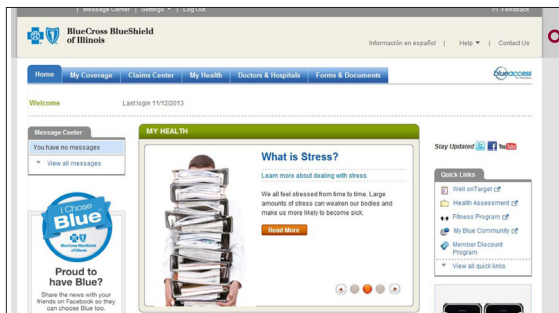 Message Center | Settings | Log Out
Feedback
BlueCross BlueShield
of Illinois
Información en español | Help | Contact Us
Home My Coverage Claims Center My Health Doctors & Hospitals Forms & Documents
blueaccess
Welcome
Last login 11/12/2013
Message Center
You have no messages
View all messages
I Choose
Blue
BlueCross BlueShield
of Illinois
Proud to
have Blue?
Share the news with your
friends on Facebook so they
can choose Blue too.
MY HEALTH
What is Stress?
Learn more about dealing with stress.
We all feel stressed from time to time. Large
amounts of stress can weaken our bodies and
make us more likely to become sick.
Read More
Stay Updated
You Tube
Quick Links
Well onTarget
Health Assessment
Fitness Program
My Blue Community
Member Discount
Program
View all quick links